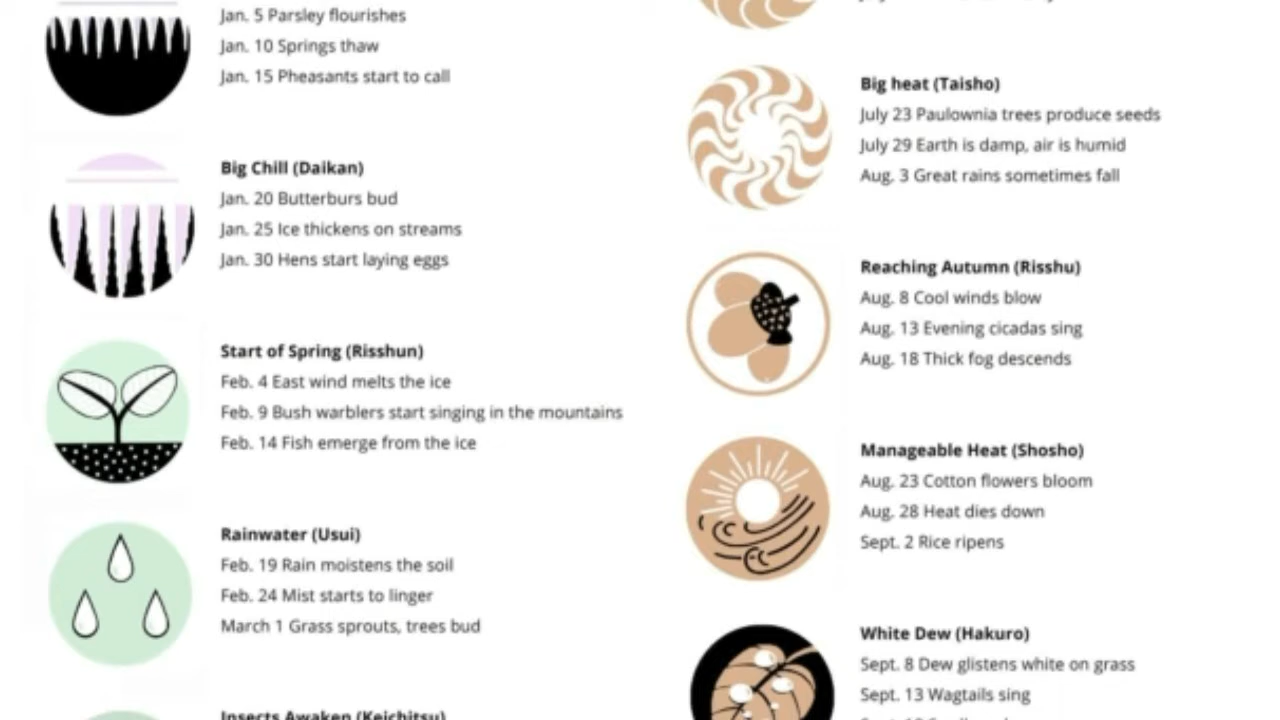 Jan. 5 Parsley flourishes
Jan. 10 Springs thaw
Jan. 15 Pheasants start to call
Big Chill (Daikan)
Jan. 20 Butterburs bud
Jan. 25 Ice thickens on streams
Jan. 30 Hens start laying eggs
Start of Spring (Risshun)
Feb. 4 East wind melts the ice
Feb. 9 Bush warblers start singing in the mountains
Feb. 14 Fish emerge from the ice
Rainwater (Usui)
Feb. 19 Rain moistens the soil
Feb. 24 Mist starts to linger
March 1 Grass sprouts, trees bud
Insects Awaken (Keichitsu)
Big heat (Taisho)
July 23 Paulownia trees produce seeds
July 29 Earth is damp, air is humid
Aug. 3 Great rains sometimes fall
Reaching Autumn (Risshu)
Aug. 8 Cool winds blow
Aug. 13 Evening cicadas sing
Aug. 18 Thick fog descends
Manageable Heat (Shosho)
Aug. 23 Cotton flowers bloom
Aug. 28 Heat dies down
Sept. 2 Rice ripens
White Dew (Hakuro)
Sept. 8 Dew glistens white on grass
Sept. 13 Wagtails sing